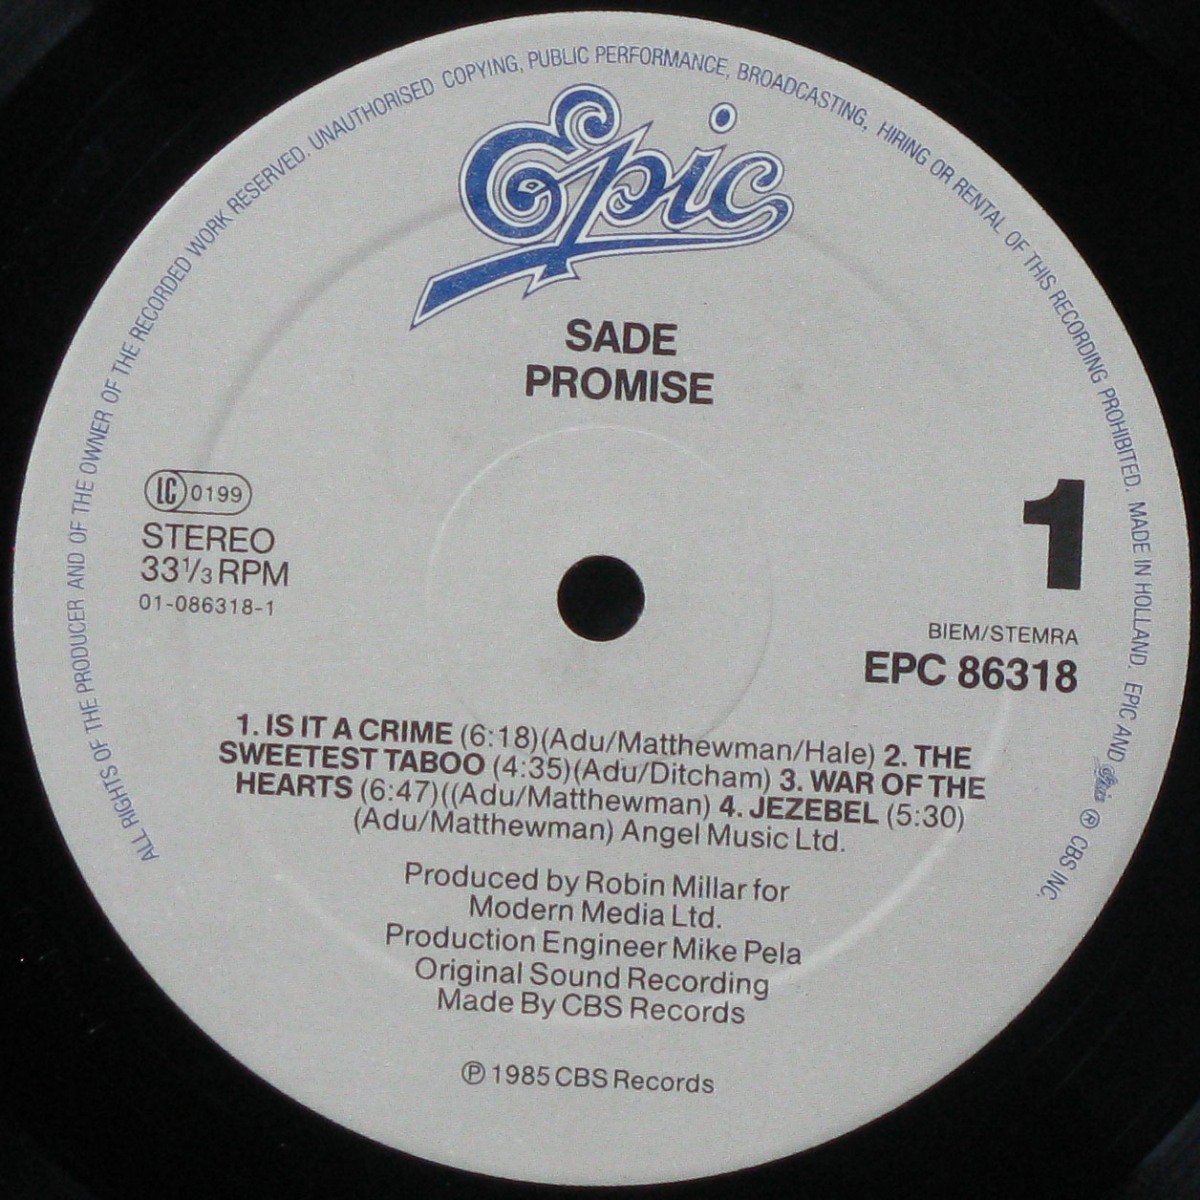 ALL RIGHTS OF THE PRODUCER AND OF THE OWNER OF THE RECORDED WORK RESERVED. UNAUTHORISED COPYING, PUBLIC PERFORMANCE, BROADCASTING, HIRING OR RENTAL OF THIS RECORDING PROHIBITED. MADE IN HOLLAND. EPIC AND Epic ® CBS INC.
Epic
SADE
PROMISE
LC 0199
STEREO
33⅓ RPM
01-086318-1
1
BIEM/STEMRA
EPC 86318
1. IS IT A CRIME (6:18)(Adu/Matthewman/Hale) 2. THE
SWEETEST TABOO (4:35)(Adu/Ditcham) 3. WAR OF THE
HEARTS (6:47)((Adu/Matthewman) 4. JEZEBEL (5:30)
(Adu/Matthewman) Angel Music Ltd.
Produced by Robin Millar for
Modern Media Ltd.
Production Engineer Mike Pela
Original Sound Recording
Made By CBS Records
℗ 1985 CBS Records